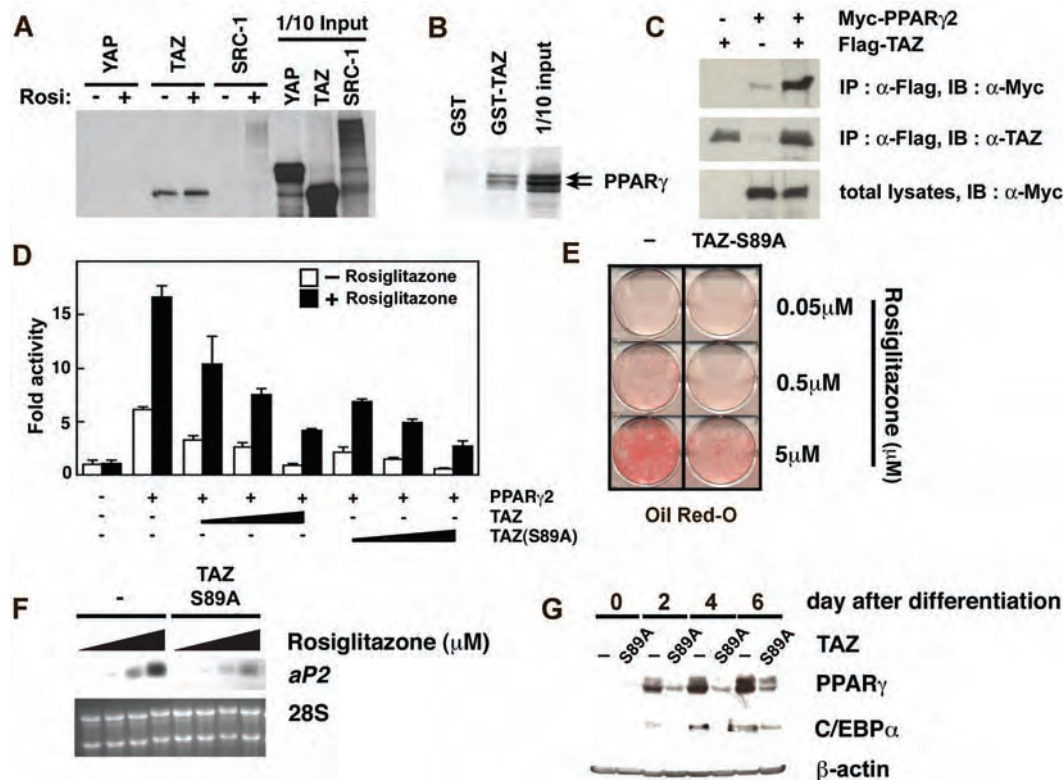 A
YAP
TAZ
SRC-1
1/10 Input
YAP
TAZ
SRC-1
Rosi: - + - + - +
B
GST
GST-TAZ
1/10 input
PPARγ
C
- + + Myc-PPARγ2
+ - + Flag-TAZ
IP : α-Flag, IB : α-Myc
IP : α-Flag, IB : α-TAZ
total lysates, IB : α-Myc
D
Fold activity
15
10
5
0
– Rosiglitazone
+ Rosiglitazone
- + + + + + + + PPARγ2
- - - - - TAZ
- - - - - TAZ(S89A)
E
– TAZ-S89A
0.05μM
0.5μM
5μM
Rosiglitazone (μM)
Oil Red-O
F
-
TAZ
S89A
Rosiglitazone (μM)
aP2
28S
G
0 2 4 6 day after differentiation
– S89A – S89A – S89A – S89A TAZ
PPARγ
C/EBPα
β-actin